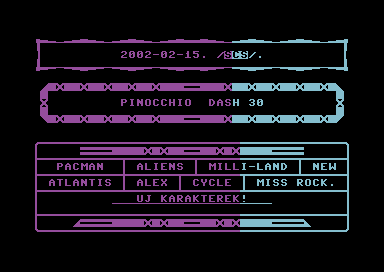 2002-02-15. /SCS/.
PINOCCHIO DASH 30
PACMAN ALIENS MILLI-LAND NEW
ATLANTIS ALEX CYCLE MISS ROCK.
UJ KARAKTEREK!